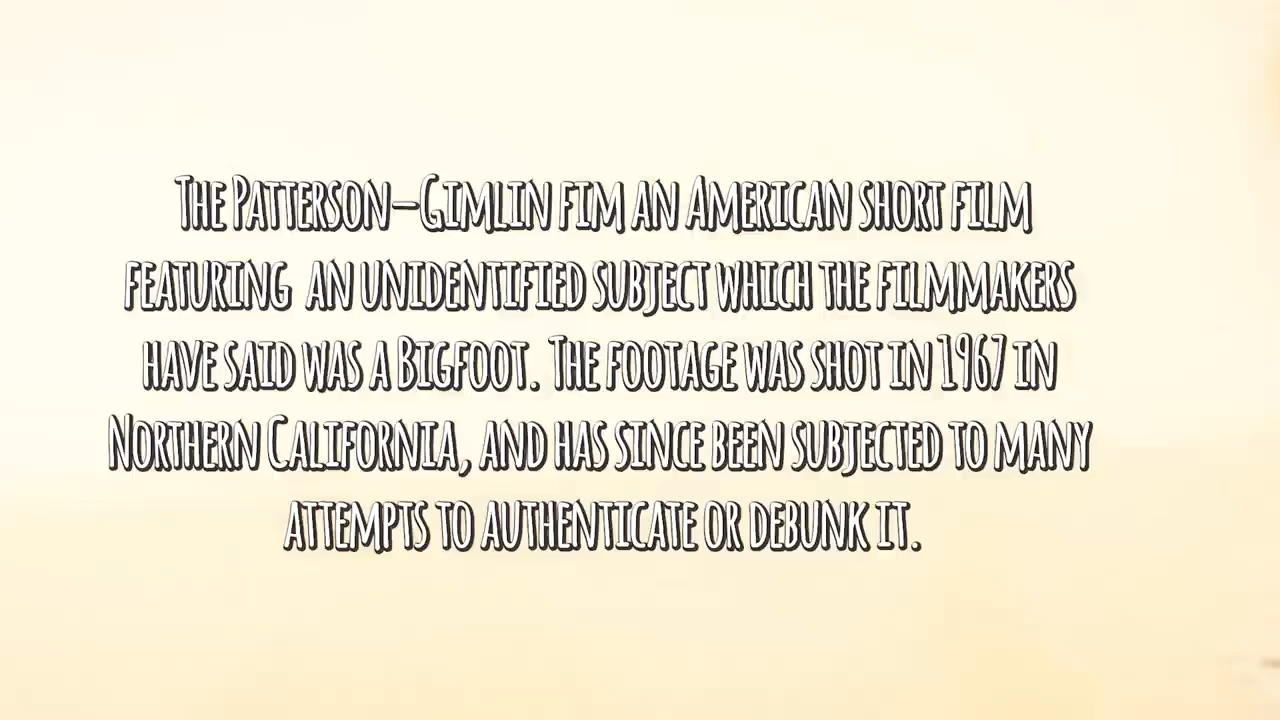 The Patterson–Gimlin fim an American short film
featuring an unidentified subject which the filmmakers
have said was a Bigfoot. The footage was shot in 1967 in
Northern California, and has since been subjected to many
attempts to authenticate or debunk it.